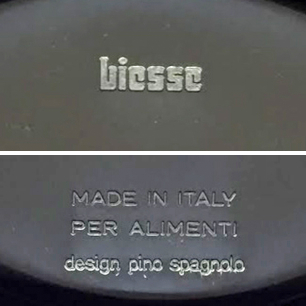 biesse
MADE IN ITALY
PER ALIMENTI
design pino spagnolo